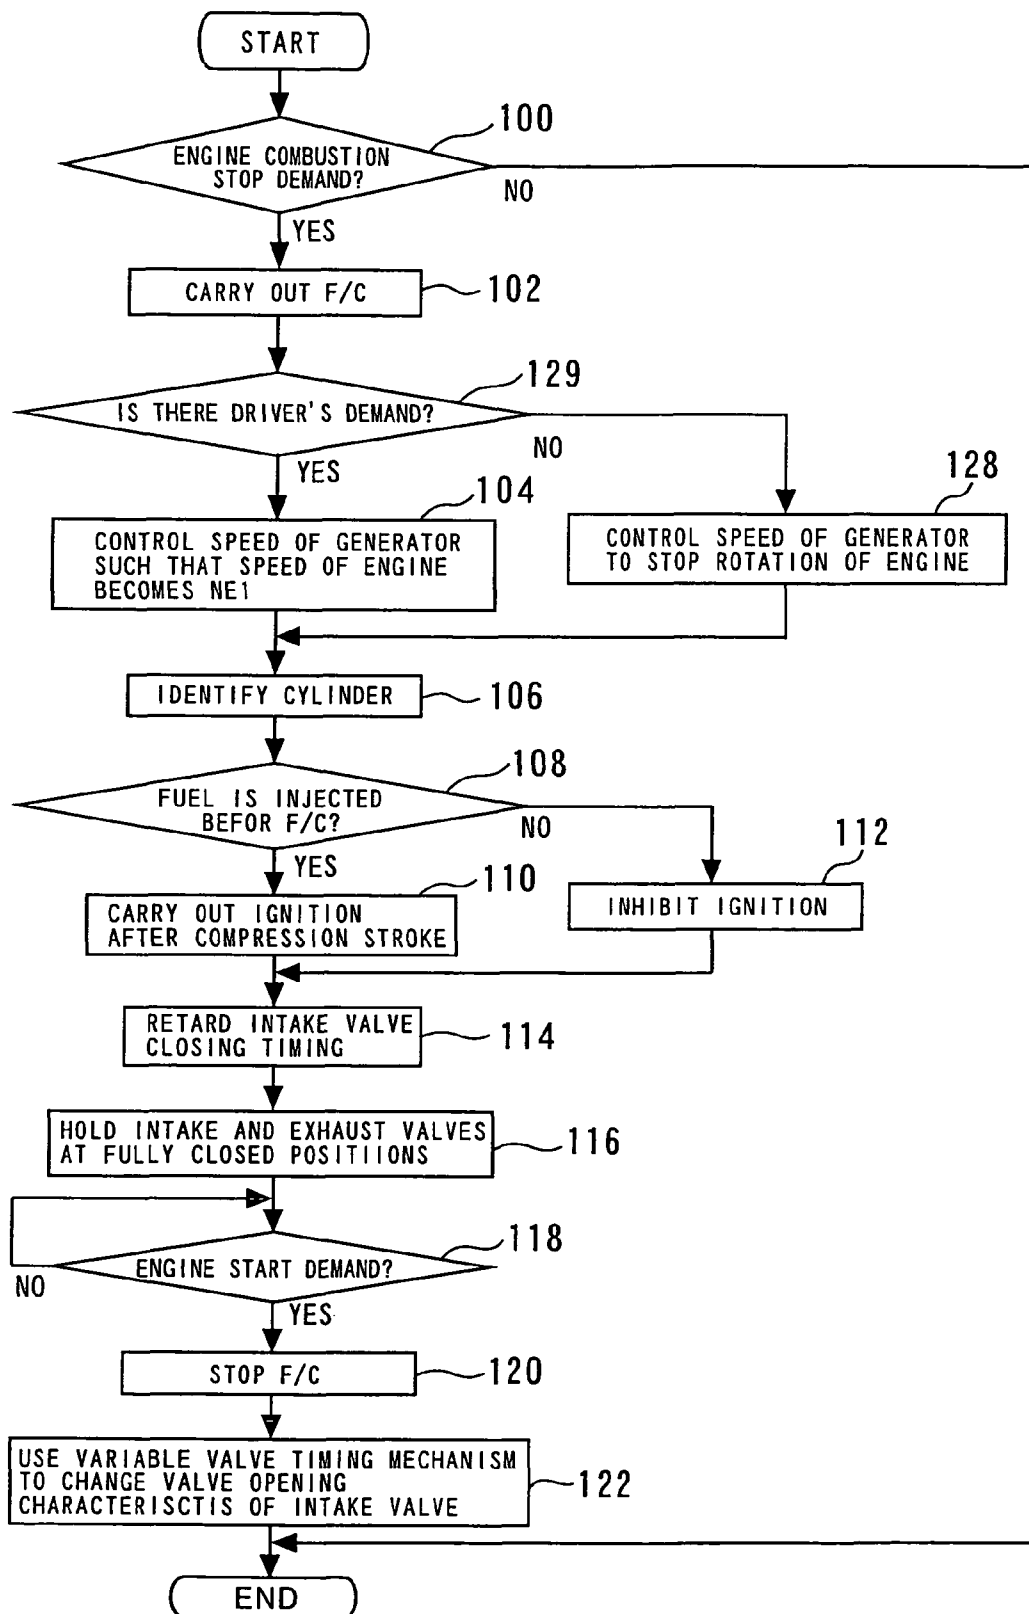 START
100
ENGINE COMBUSTION
STOP DEMAND?
NO
YES
CARRY OUT F/C
102
129
IS THERE DRIVER'S DEMAND?
NO
YES
104
128
CONTROL SPEED OF GENERATOR
SUCH THAT SPEED OF ENGINE
BECOMES NE1
CONTROL SPEED OF GENERATOR
TO STOP ROTATION OF ENGINE
IDENTIFY CYLINDER
106
108
FUEL IS INJECTED
BEFOR F/C?
NO
YES
110
112
CARRY OUT IGNITION
AFTER COMPRESSION STROKE
INHIBIT IGNITION
RETARD INTAKE VALVE
CLOSING TIMING
114
HOLD INTAKE AND EXHAUST VALVES
AT FULLY CLOSED POSITIIONS
116
118
ENGINE START DEMAND?
NO
YES
STOP F/C
120
USE VARIABLE VALVE TIMING MECHANISM
TO CHANGE VALVE OPENING
CHARACTERISCTIS OF INTAKE VALVE
122
END